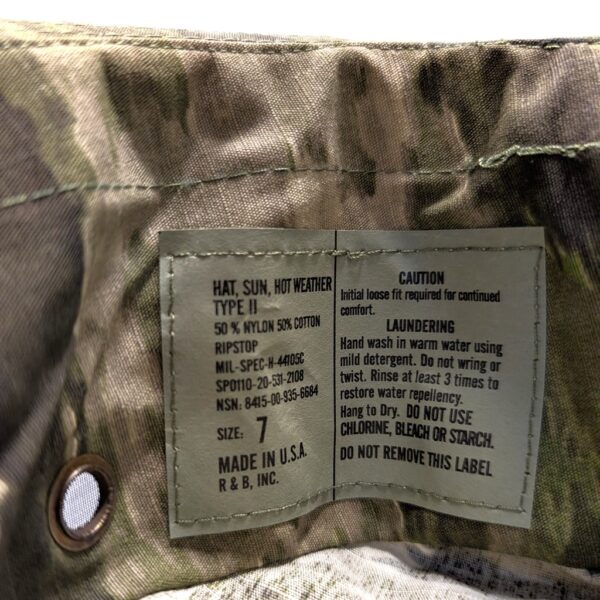 HAT, SUN, HOT WEATHER
TYPE II
50 % NYLON 50% COTTON
RIPSTOP
MIL-SPEC-H-44105C
SP0110-20-531-2108
NSN: 8415-00-935-6684
SIZE: 7
MADE IN U.S.A.
R & B, INC.
CAUTION
Initial loose fit required for continued
comfort.
LAUNDERING
Hand wash in warm water using
mild detergent. Do not wring or
twist. Rinse at least 3 times to
restore water repellency.
Hang to Dry. DO NOT USE
CHLORINE, BLEACH OR STARCH.
DO NOT REMOVE THIS LABEL